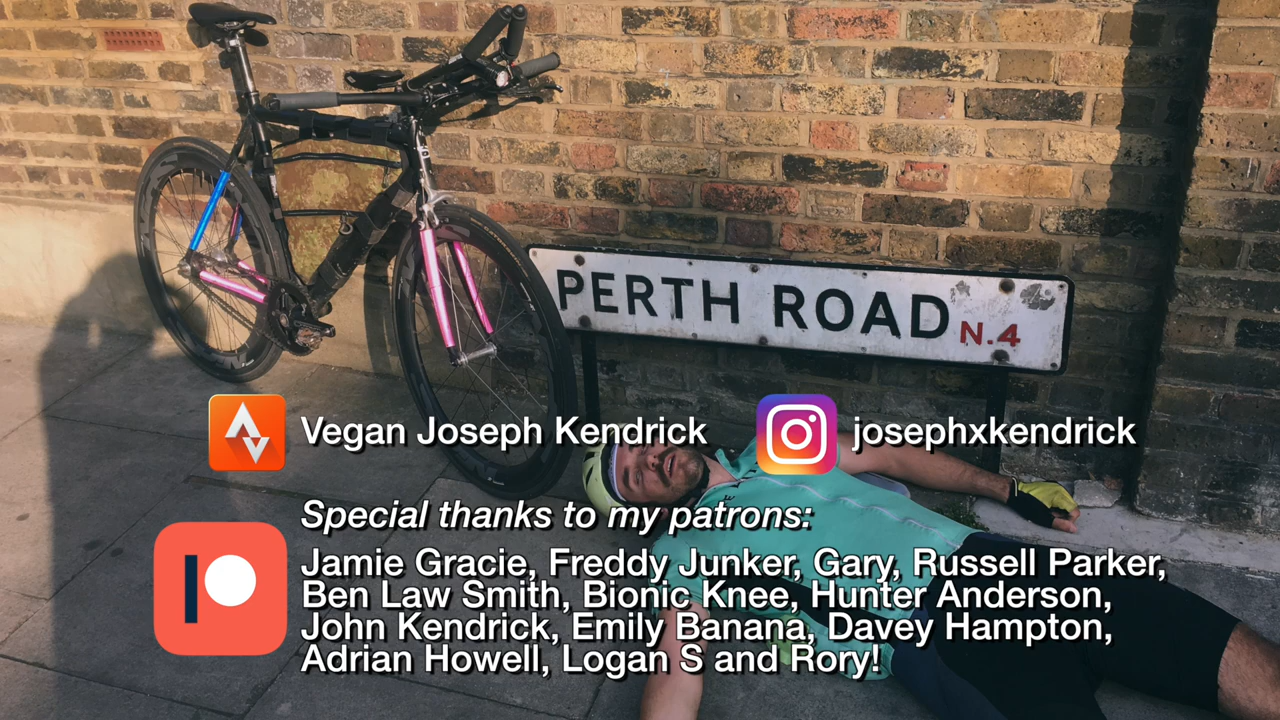 PERTH ROAD N.4
Vegan Joseph Kendrick
josephxkendrick
Special thanks to my patrons:
Jamie Gracie, Freddy Junker, Gary, Russell Parker,
Ben Law Smith, Bionic Knee, Hunter Anderson,
John Kendrick, Emily Banana, Davey Hampton,
Adrian Howell, Logan S and Rory!